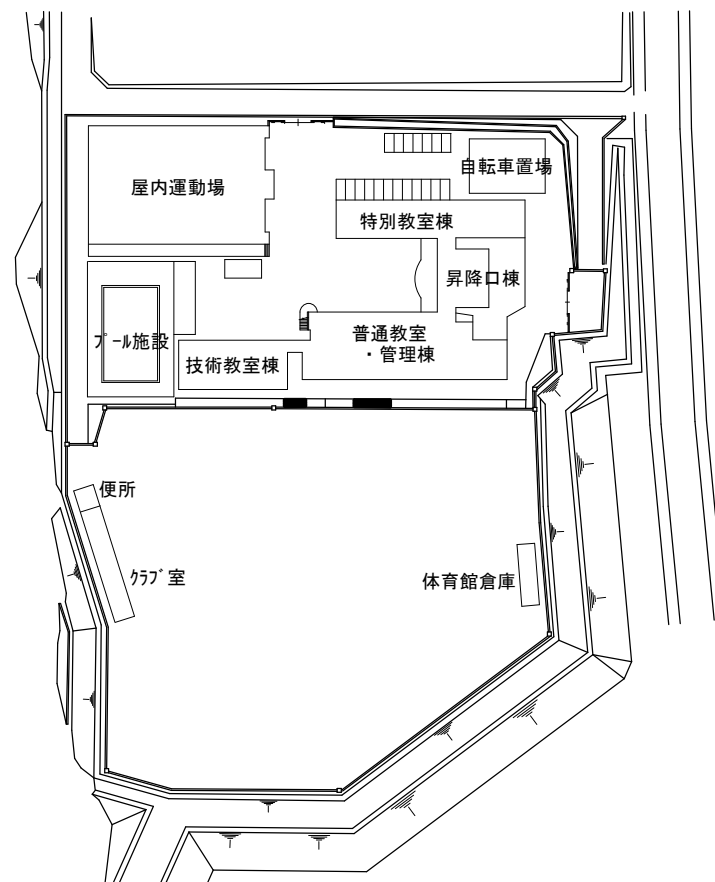 自転車置場
屋内運動場
特別教室棟
昇降口棟
プール施設
普通教室
・管理棟
技術教室棟
便所
クラブ室
体育館倉庫